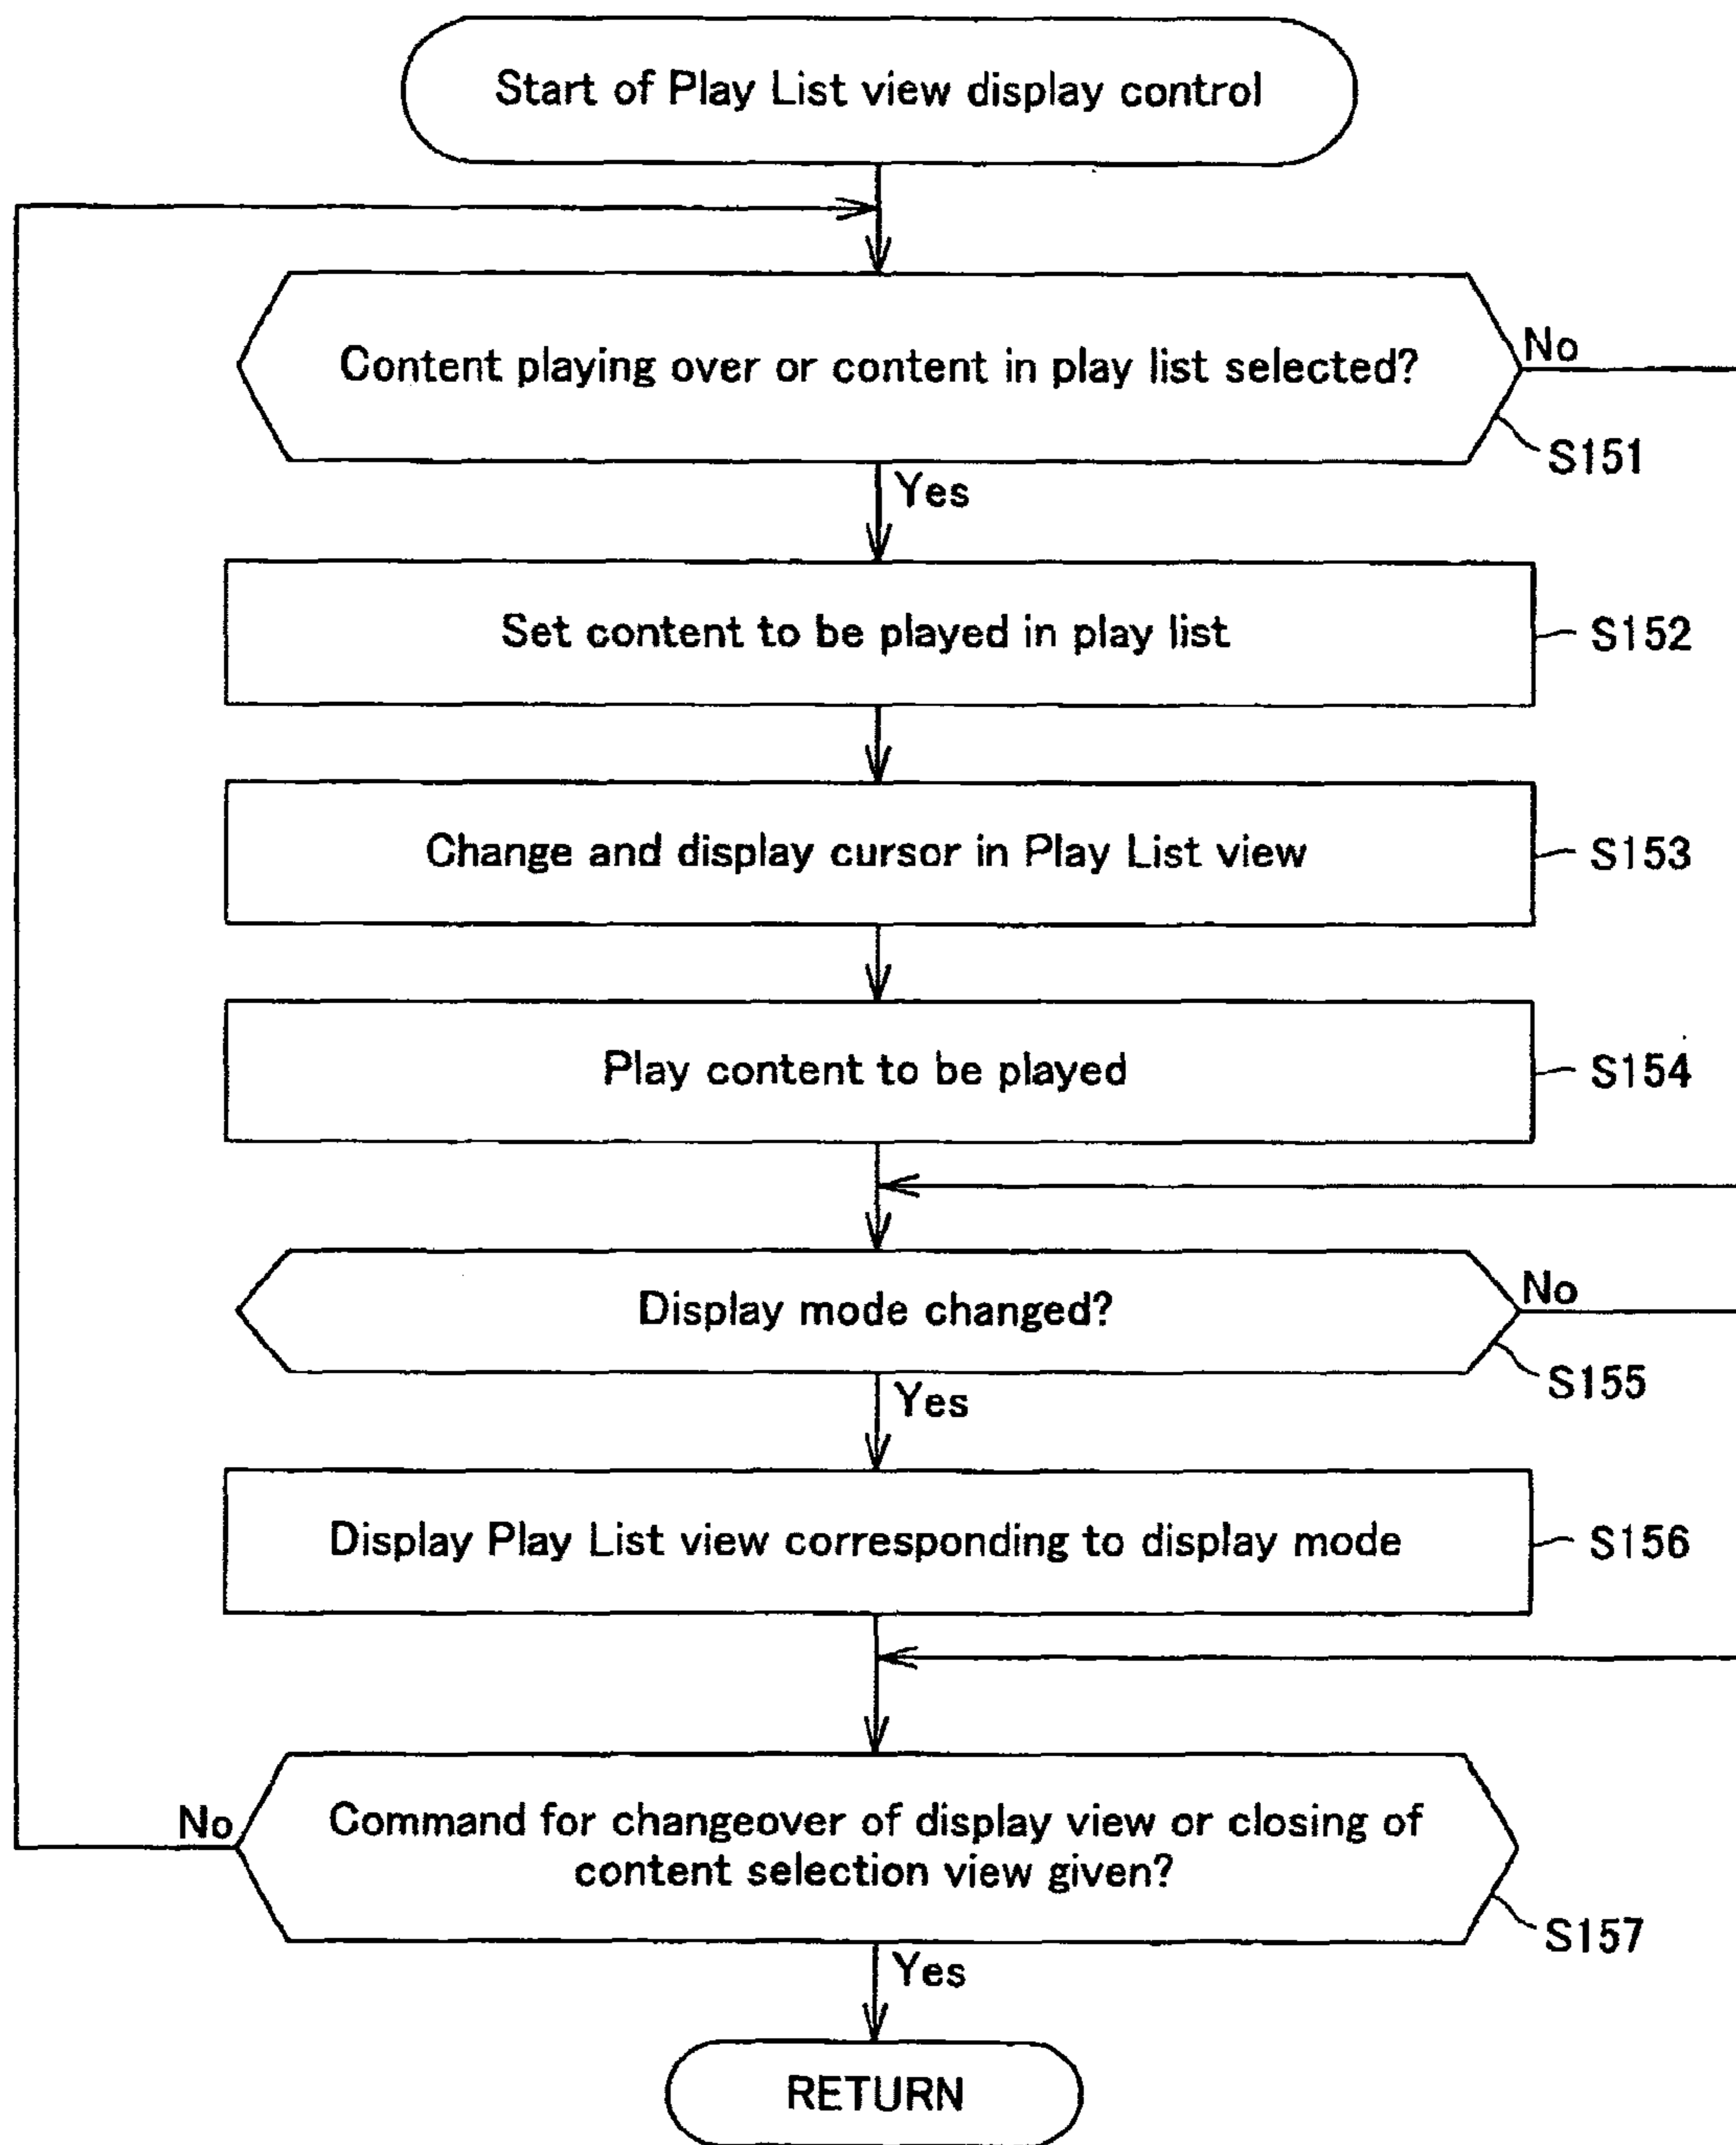 Start of Play List view display control
Content playing over or content in play list selected?
No
S151
Yes
Set content to be played in play list
S152
Change and display cursor in Play List view
S153
Play content to be played
S154
Display mode changed?
No
S155
Yes
Display Play List view corresponding to display mode
S156
No
Command for changeover of display view or closing of
content selection view given?
S157
Yes
RETURN